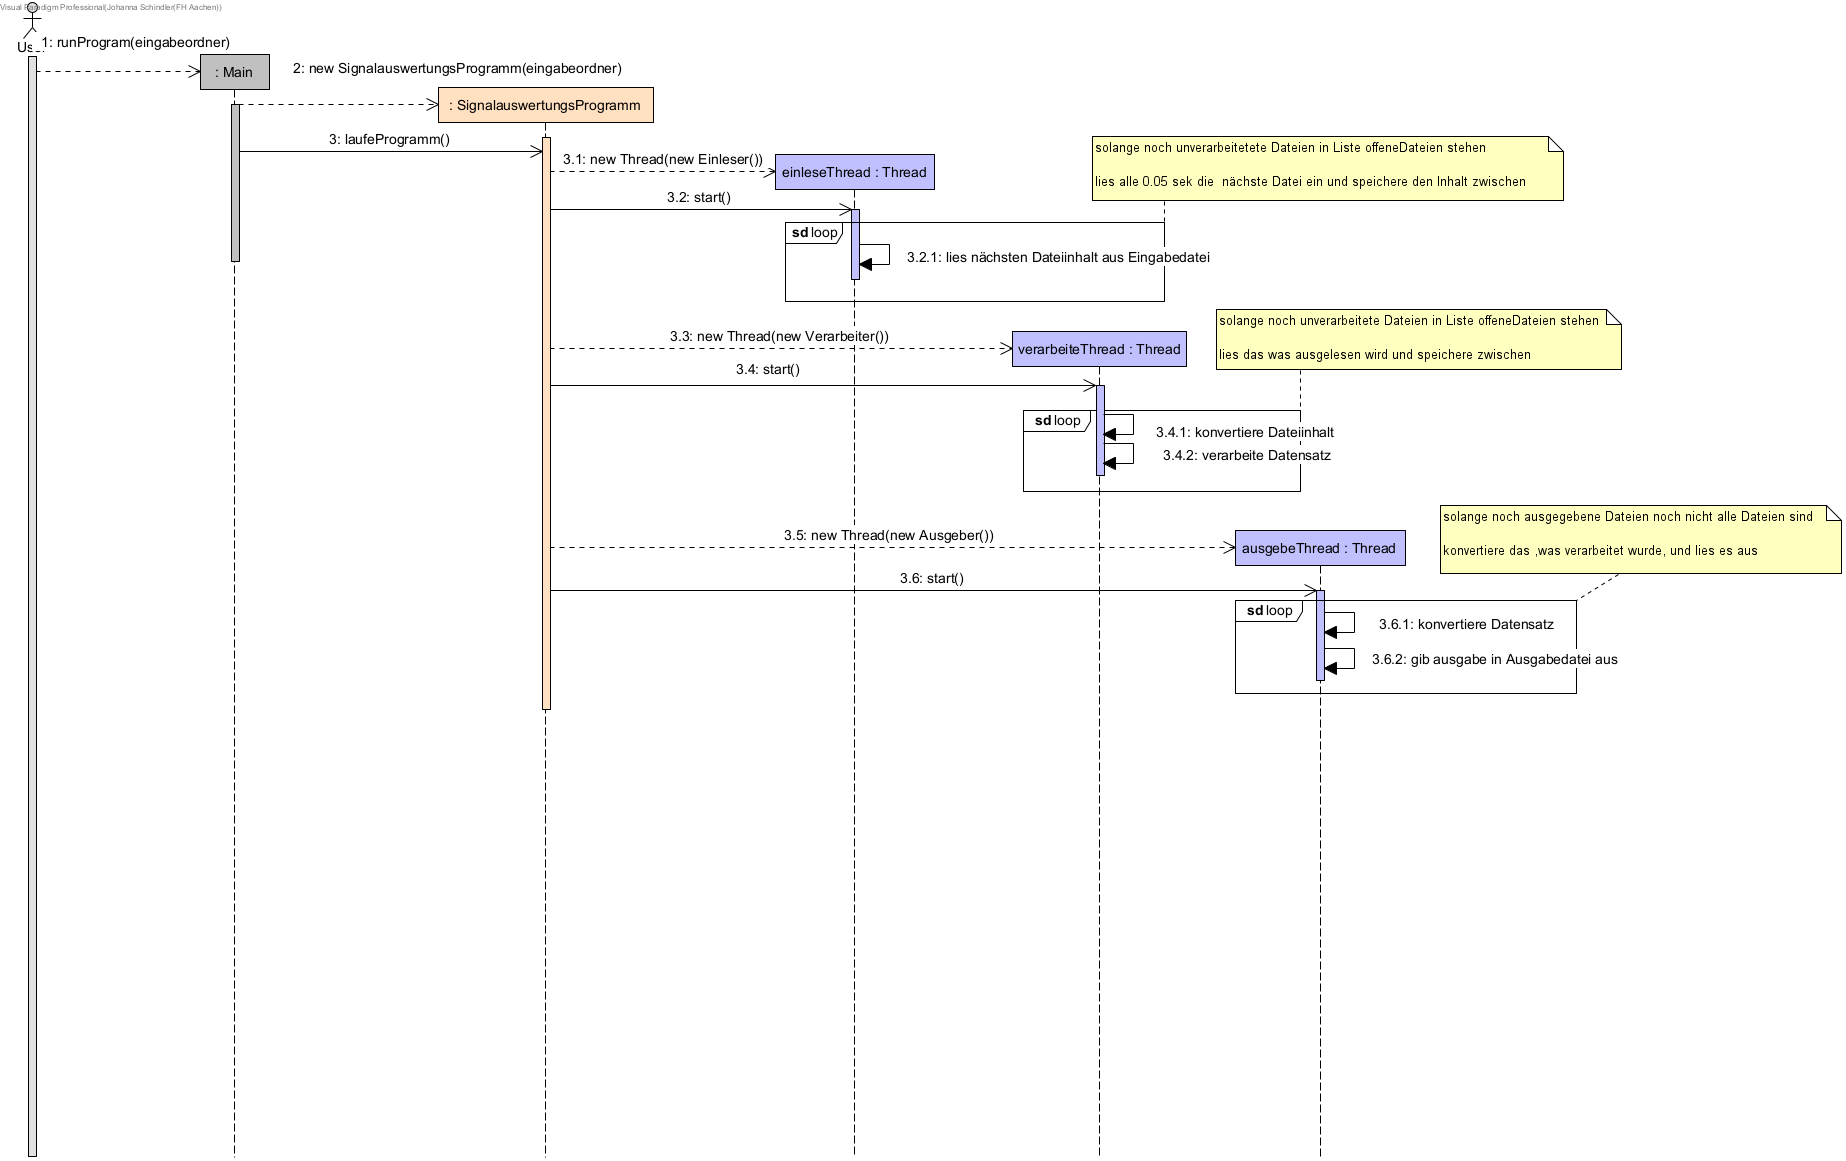 Visual Paradigm Professional(Johanna Schindler(FH Aachen))
1: runProgram(eingabeordner)
: Main
2: new SignalauswertungsProgramm(eingabeordner)
: SignalauswertungsProgramm
3: laufeProgramm()
3.1: new Thread(new Einleser())
einleseThread : Thread
solange noch unverarbeitetete Dateien in Liste offeneDateien stehen
lies alle 0.05 sek die  nächste Datei ein und speichere den Inhalt zwischen
3.2: start()
sd loop
3.2.1: lies nächsten Dateiinhalt aus Eingabedatei
solange noch unverarbeitete Dateien in Liste offeneDateien stehen
lies das was ausgelesen wird und speichere zwischen
3.3: new Thread(new Verarbeiter())
verarbeiteThread : Thread
3.4: start()
sd loop
3.4.1: konvertiere Dateiinhalt
3.4.2: verarbeite Datensatz
solange noch ausgegebene Dateien noch nicht alle Dateien sind
konvertiere das ,was verarbeitet wurde, und lies es aus
3.5: new Thread(new Ausgeber())
ausgebeThread : Thread
3.6: start()
sd loop
3.6.1: konvertiere Datensatz
3.6.2: gib ausgabe in Ausgabedatei aus